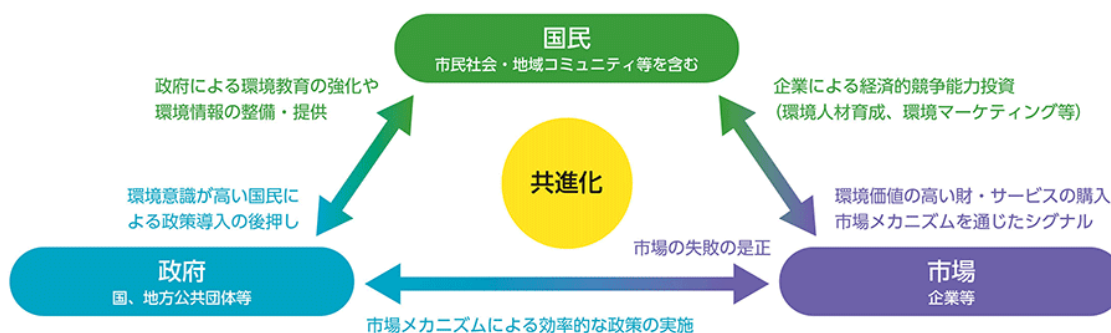 国民
市民社会・地域コミュニティ等を含む
政府による環境教育の強化や
環境情報の整備・提供
企業による経済的競争能力投資
（環境人材育成、環境マーケティング等）
共進化
環境意識が高い国民に
よる政策導入の後押し
環境価値の高い財・サービスの購入
市場メカニズムを通じたシグナル
市場の失敗の是正
政府
国、地方公共団体等
市場
企業等
市場メカニズムによる効率的な政策の実施